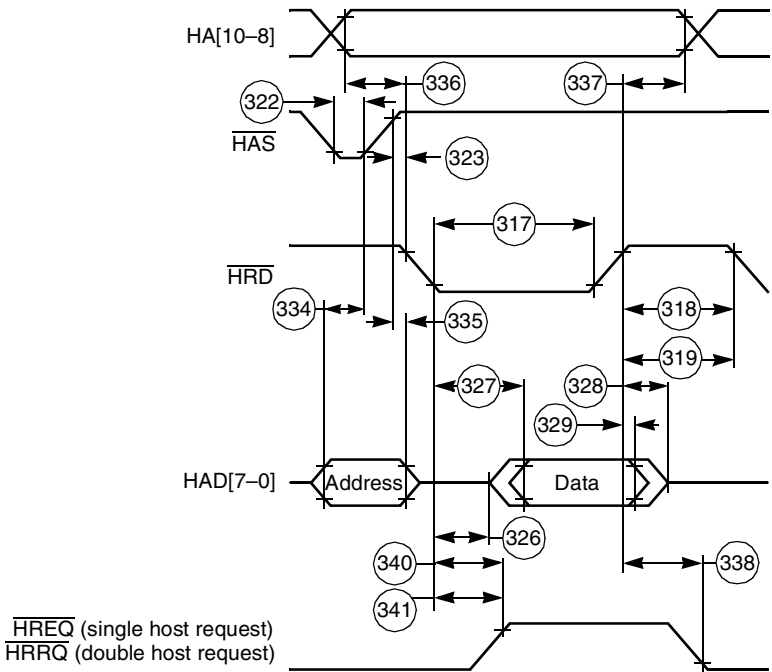 HA[10–8]
336
337
322
HAS
323
317
HRD
334
335
318
319
327
328
329
HAD[7–0]
Address
Data
326
340
338
341
HREQ (single host request)
HRRQ (double host request)